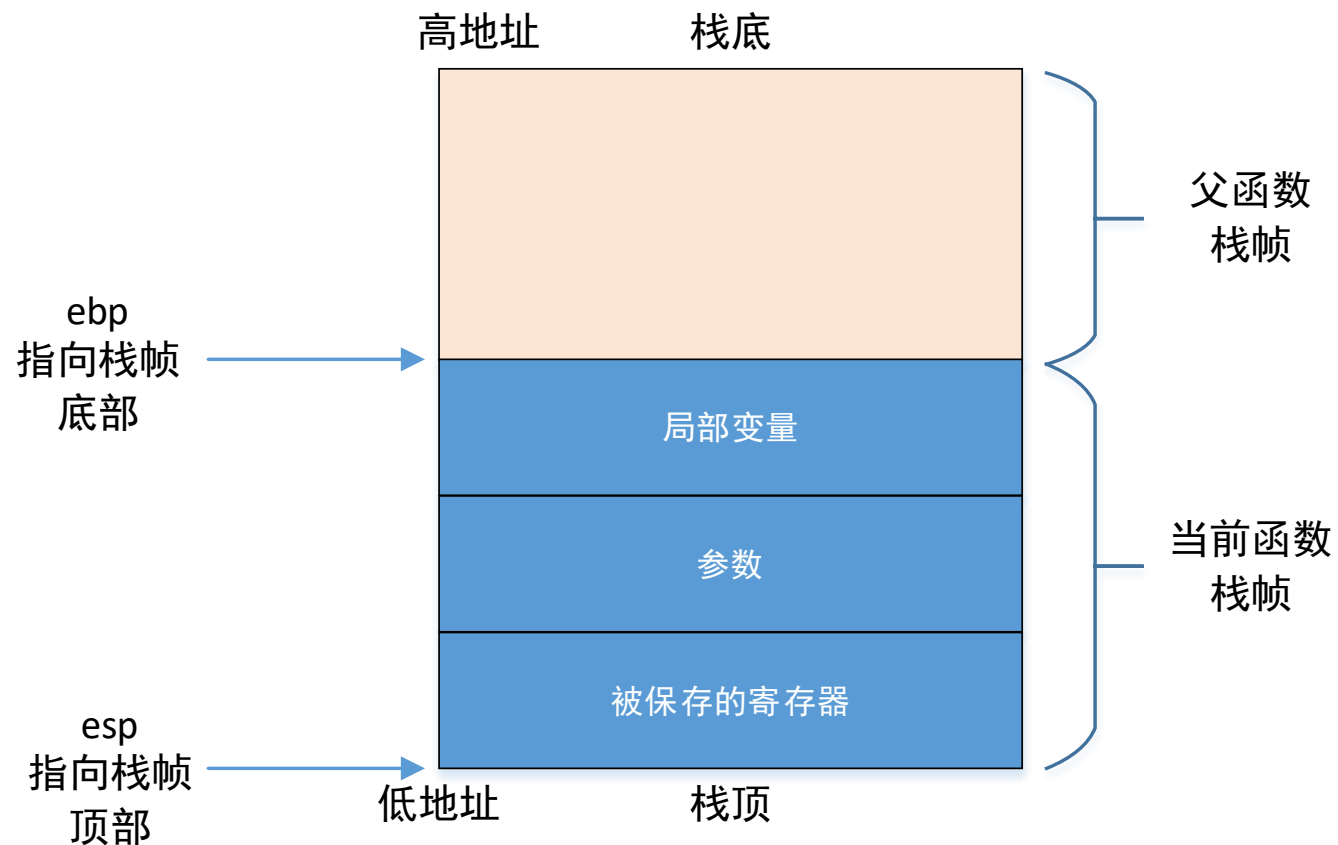 高地址
栈底
父函数
栈帧
ebp
指向栈帧
底部
局部变量
参数
当前函数
栈帧
被保存的寄存器
esp
指向栈帧
顶部
低地址
栈顶